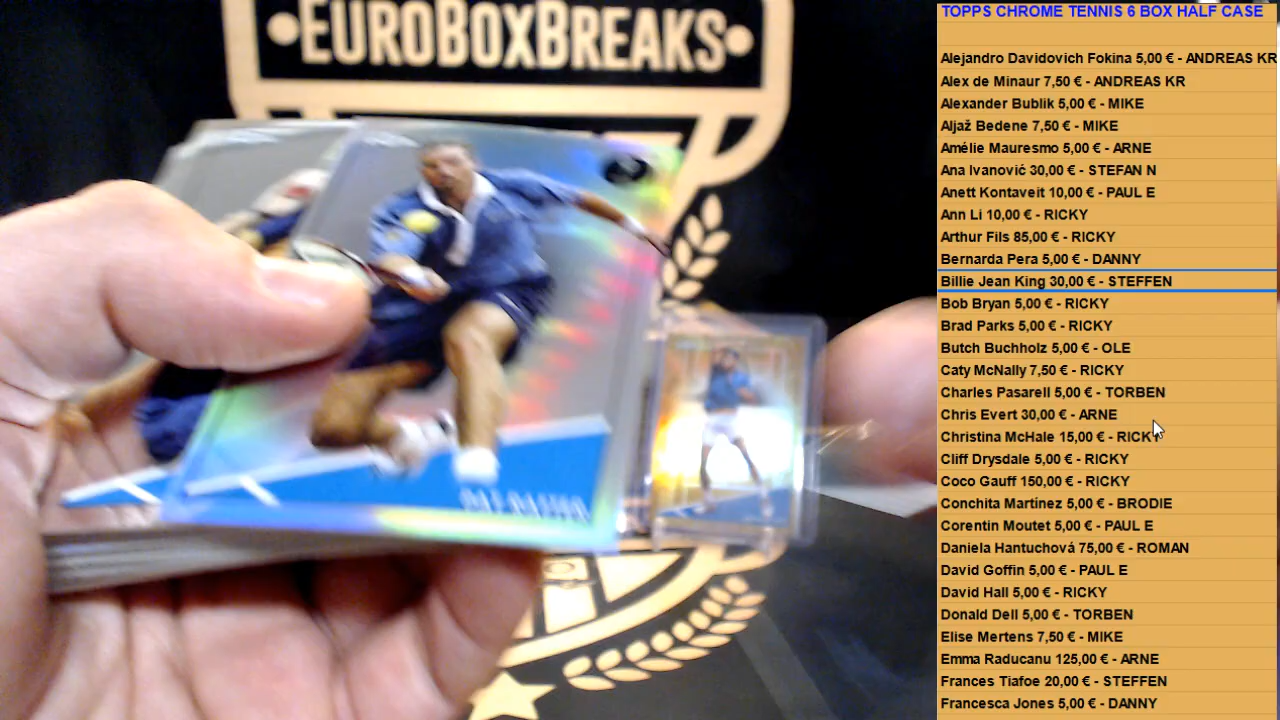 EUROBOXBREAKS
TOPPS CHROME TENNIS 6 BOX HALF CASE
Alejandro Davidovich Fokina 5,00 € - ANDREAS KR
Alex de Minaur 7,50 € - ANDREAS KR
Alexander Bublik 5,00 € - MIKE
Aljaž Bedene 7,50 € - MIKE
Amélie Mauresmo 5,00 € - ARNE
Ana Ivanović 30,00 € - STEFAN N
Anett Kontaveit 10,00 € - PAUL E
Ann Li 10,00 € - RICKY
Arthur Fils 85,00 € - RICKY
Bernarda Pera 5,00 € - DANNY
Billie Jean King 30,00 € - STEFFEN
Bob Bryan 5,00 € - RICKY
Brad Parks 5,00 € - RICKY
Butch Buchholz 5,00 € - OLE
Caty McNally 7,50 € - RICKY
Charles Pasarell 5,00 € - TORBEN
Chris Evert 30,00 € - ARNE
Christina McHale 15,00 € - RICKY
Cliff Drysdale 5,00 € - RICKY
Coco Gauff 150,00 € - RICKY
Conchita Martínez 5,00 € - BRODIE
Corentin Moutet 5,00 € - PAUL E
Daniela Hantuchová 75,00 € - ROMAN
David Goffin 5,00 € - PAUL E
David Hall 5,00 € - RICKY
Donald Dell 5,00 € - TORBEN
Elise Mertens 7,50 € - MIKE
Emma Raducanu 125,00 € - ARNE
Frances Tiafoe 20,00 € - STEFFEN
Francesca Jones 5,00 € - DANNY